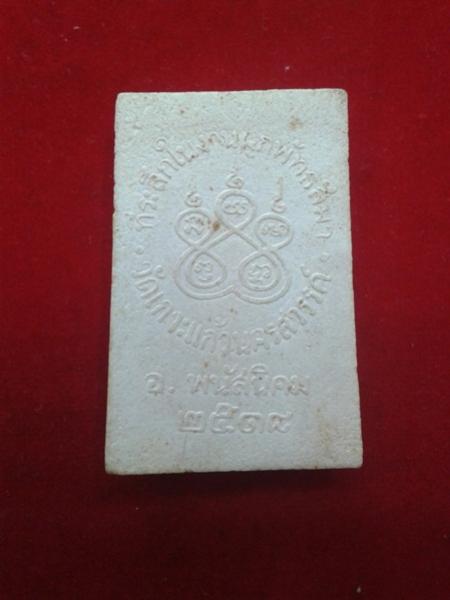 ที่ระลึกในงานผูกพัทธสีมา
วัดเกาะแก้วนครสวรรค์
อ. พนัสนิคม
๒๕๓๙